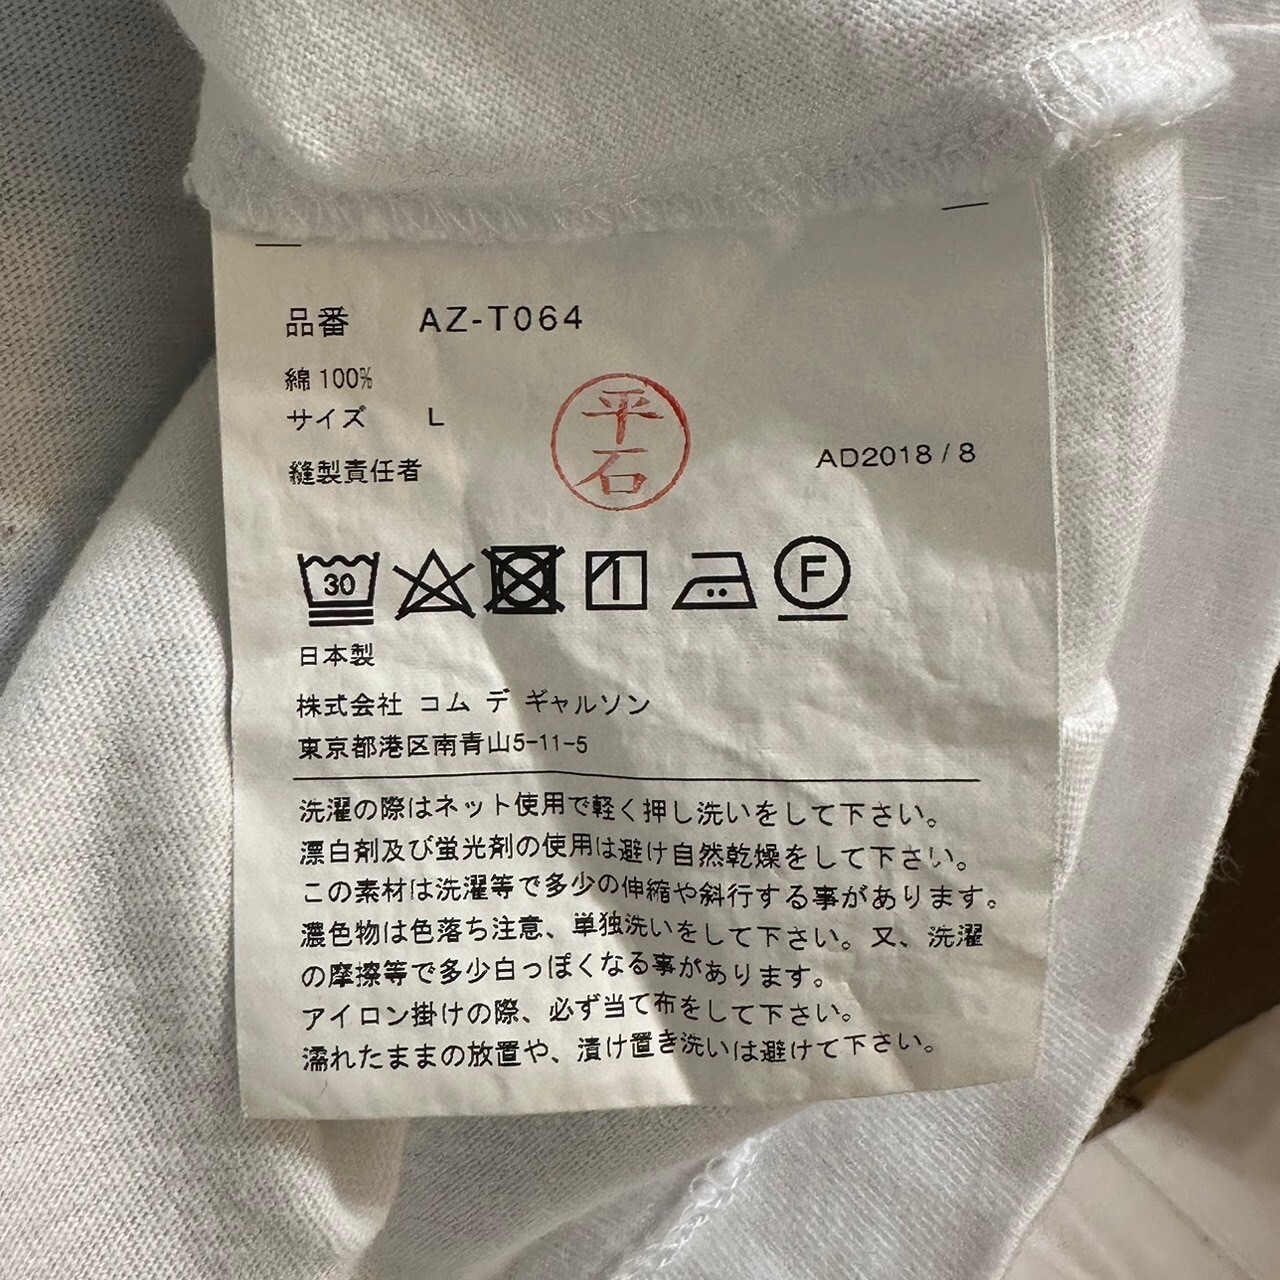 品番 AZ-T064
綿100%
サイズ L
平石
縫製責任者
AD2018/8
30
F
日本製
株式会社 コム デ ギャルソン
東京都港区南青山5-11-5
洗濯の際はネット使用で軽く押し洗いをして下さい。
漂白剤及び蛍光剤の使用は避け自然乾燥をして下さい。
この素材は洗濯等で多少の伸縮や斜行する事があります。
濃色物は色落ち注意、単独洗いをして下さい。又、洗濯
の摩擦等で多少白っぽくなる事があります。
アイロン掛けの際、必ず当て布をして下さい。
濡れたままの放置や、漬け置き洗いは避けて下さい。